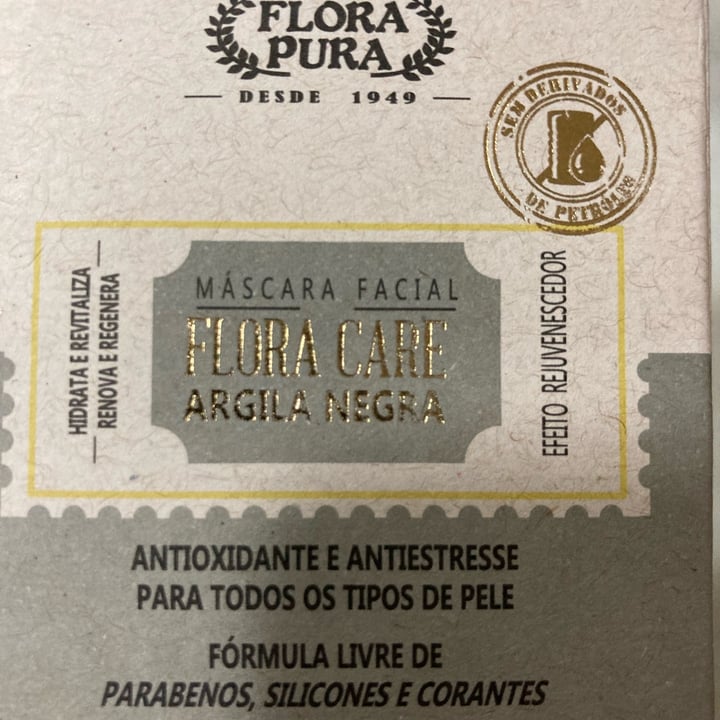 FLORA
PURA
DESDE 1949
SEM DERIVADOS
DE PETRÓLEO
HIDRATA E REVITALIZA
RENOVA E REGENERA
MÁSCARA FACIAL
FLORA CARE
ARGILA NEGRA
EFEITO REJUVENESCEDOR
ANTIOXIDANTE E ANTIESTRESSE
PARA TODOS OS TIPOS DE PELE
FÓRMULA LIVRE DE
PARABENOS, SILICONES E CORANTES